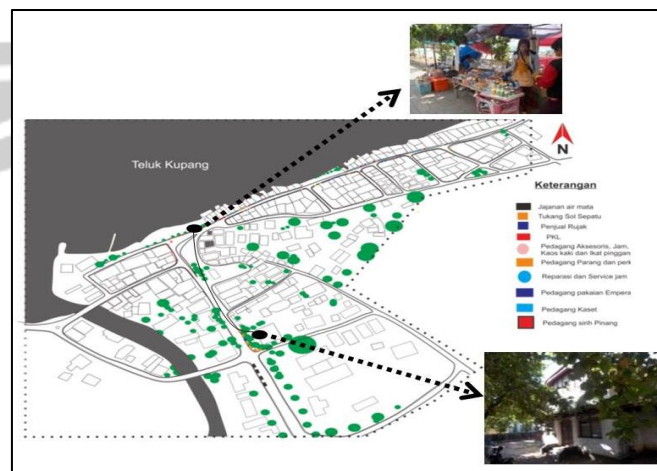 Teluk Kupang
N
Keterangan
Jajanan air mata
Tukang Sol Sepatu
Penjual Rujak
PKL
Pedagang Aksesoris, Jam,
Kaos kaki dan Ikat pinggan
Pedagang Parang dan perk
Reparasi dan Service jam
Pedagang pakaian Empera
Pedagang Kaset
Pedagang sirih Pinang